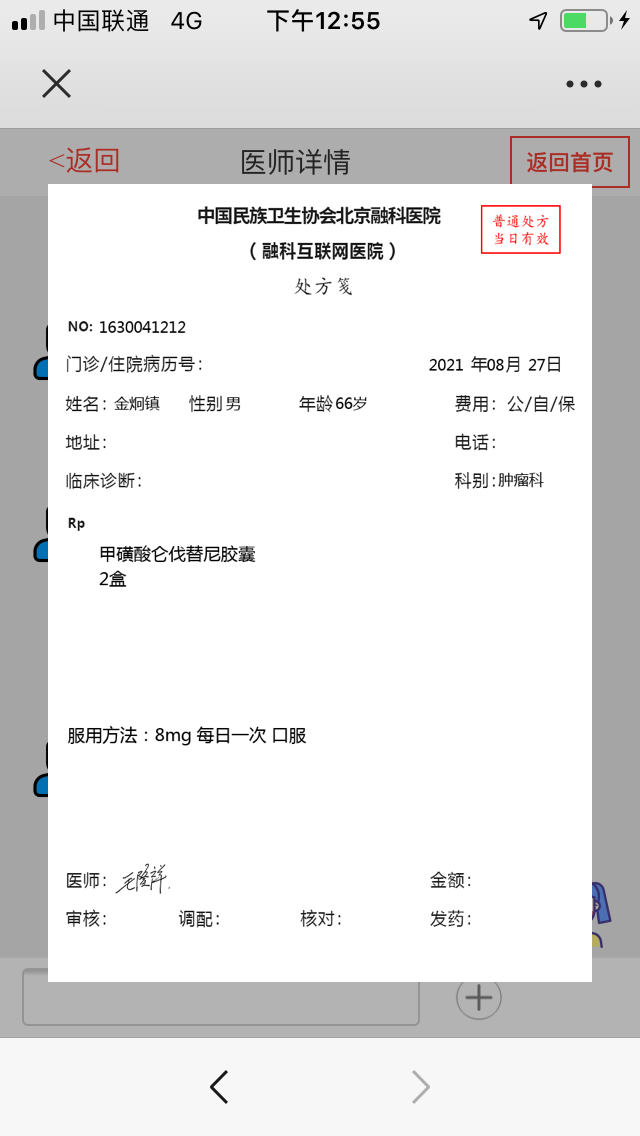 中国联通 4G 下午12:55
<返回 医师详情 返回首页
中国民族卫生协会北京融科医院
（融科互联网医院）
普通处方
当日有效
处方笺
NO: 1630041212
门诊/住院病历号： 2021 年08月 27日
姓名：金炯镇 性别 男 年龄 66岁 费用：公/自/保
地址： 电话：
临床诊断： 科别:肿瘤科
Rp
甲磺酸仑伐替尼胶囊
2盒
服用方法：8mg 每日一次 口服
医师：毛隆祥 金额：
审核： 调配： 核对： 发药：